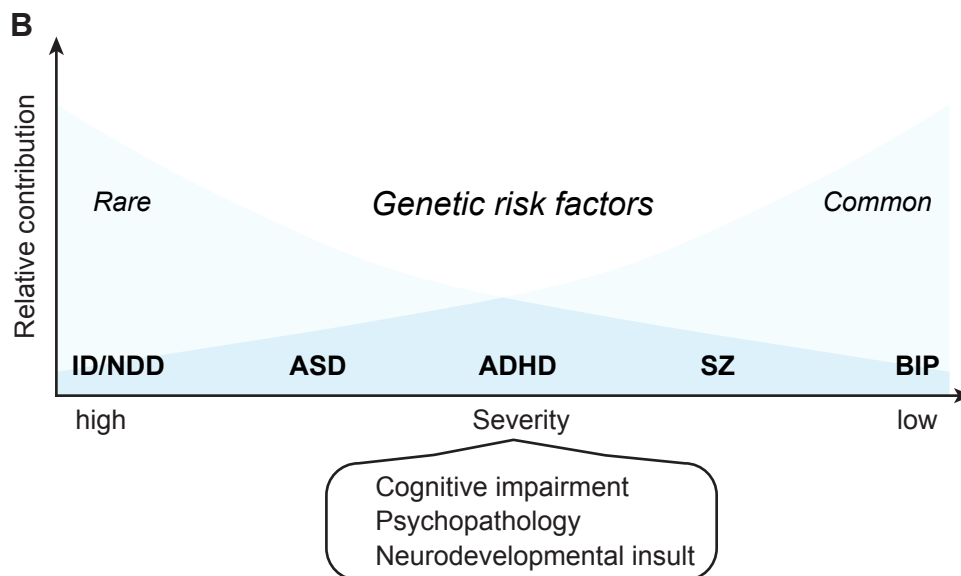 B
Relative contribution
Rare
Genetic risk factors
Common
ID/NDD ASD ADHD SZ BIP
high Severity low
Cognitive impairment
Psychopathology
Neurodevelopmental insult